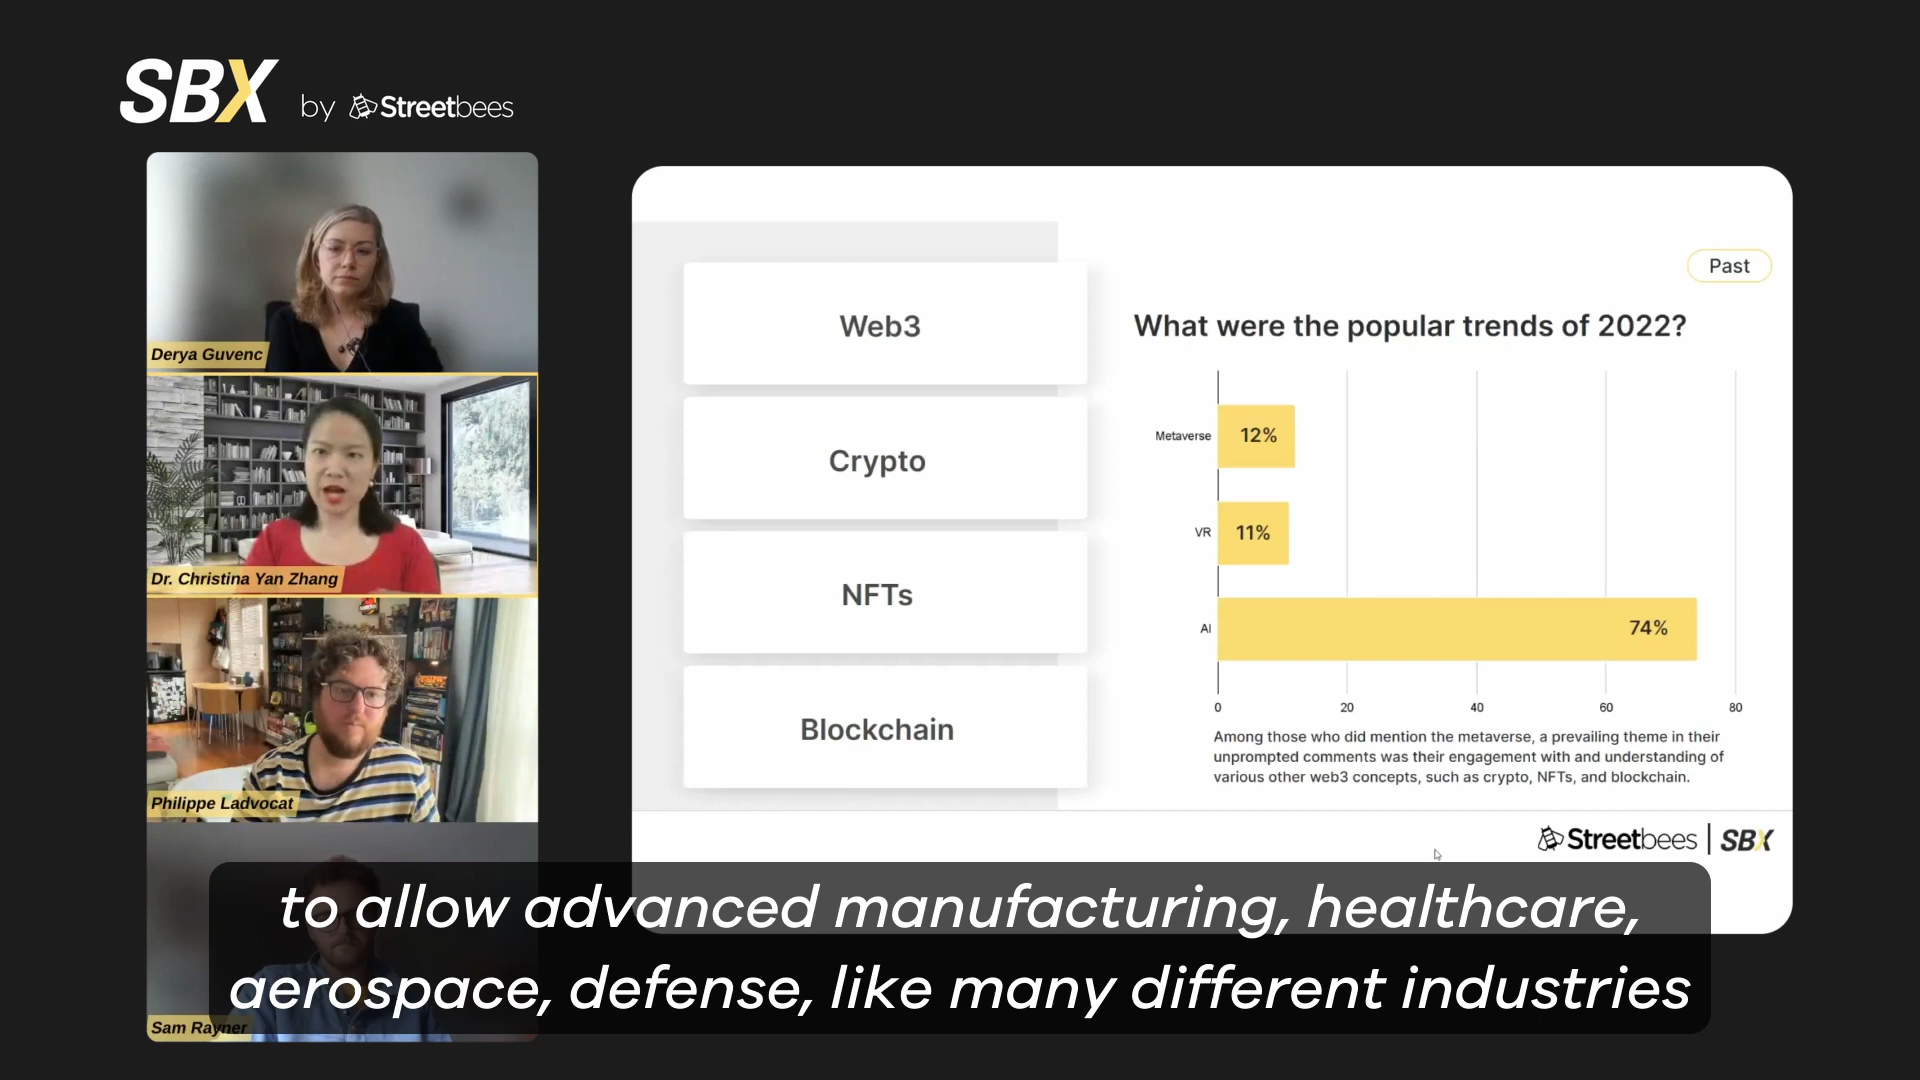 SBX by Streetbees
Derya Guvenc
Dr. Christina Yan Zhang
Philippe Ladvocat
Sam Rayner
Web3
Crypto
NFTs
Blockchain
Past
What were the popular trends of 2022?
Metaverse 12%
VR 11%
AI 74%
0 20 40 60 80
Among those who did mention the metaverse, a prevailing theme in their
unprompted comments was their engagement with and understanding of
various other web3 concepts, such as crypto, NFTs, and blockchain.
Streetbees | SBX
to allow advanced manufacturing, healthcare,
aerospace, defense, like many different industries